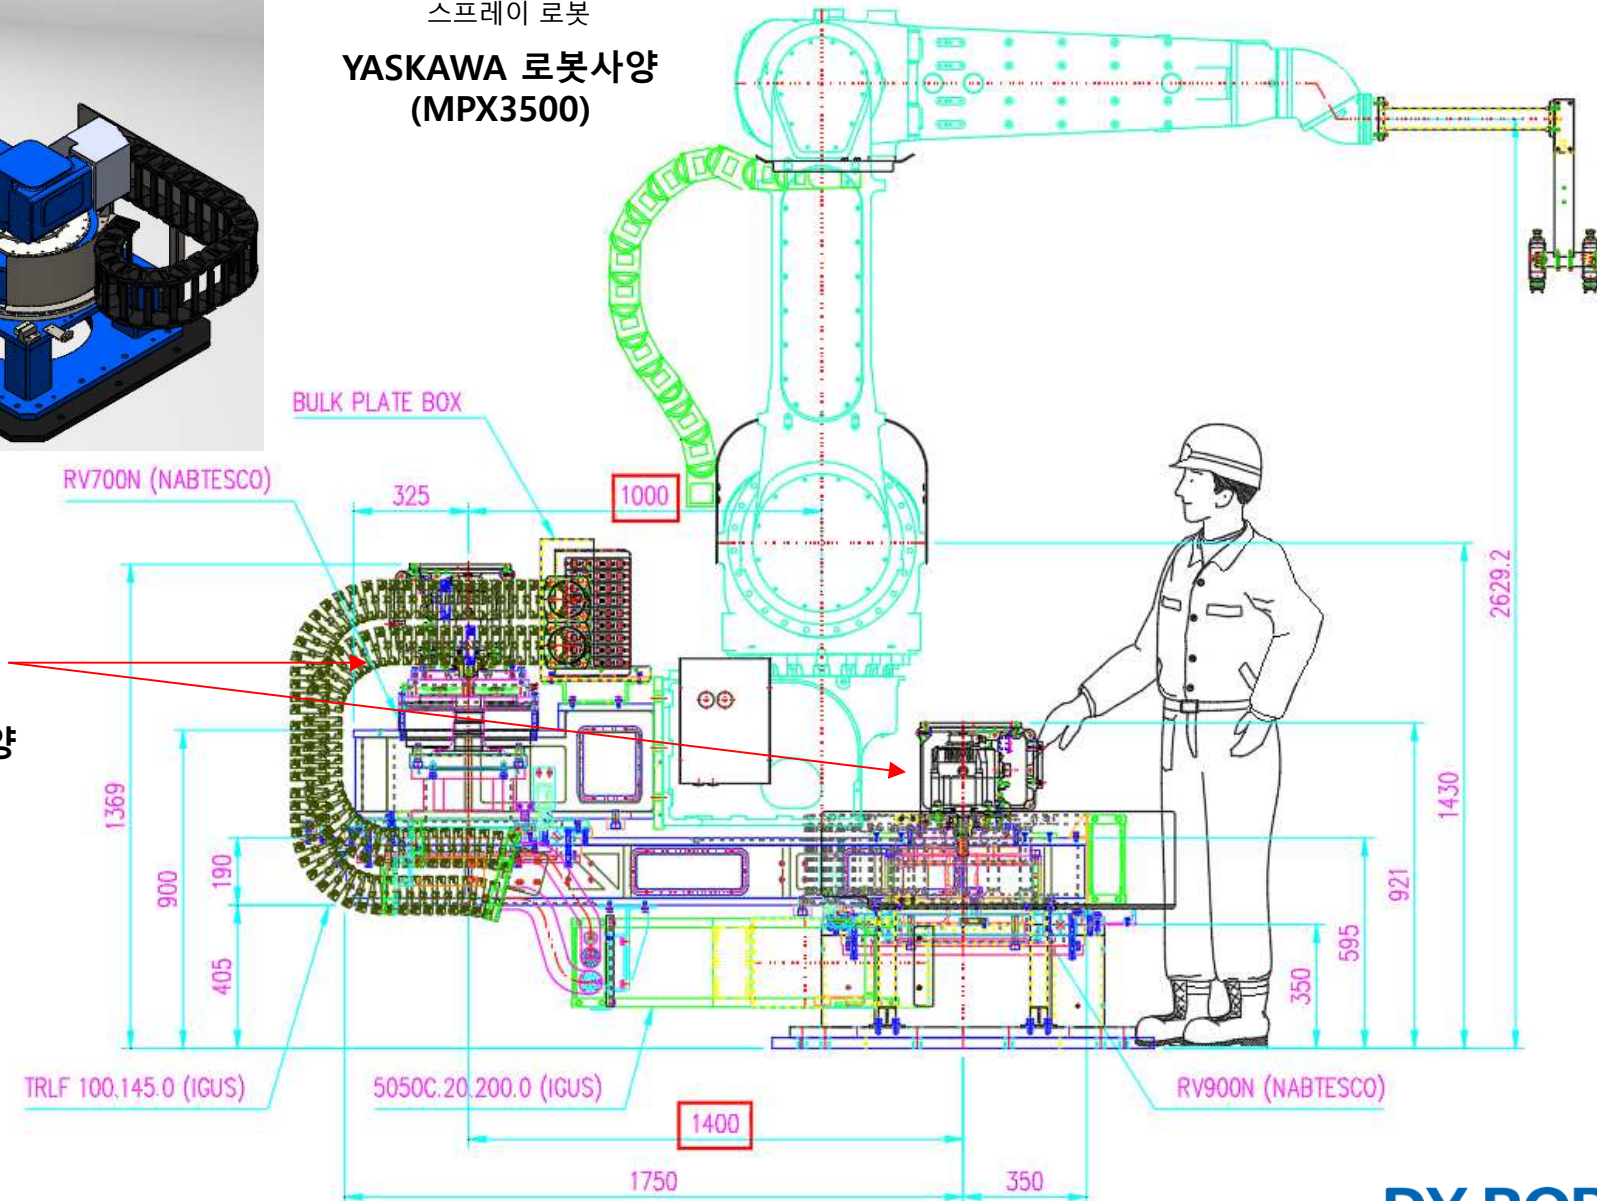 스프레이 로봇
YASKAWA 로봇사양
(MPX3500)
BULK PLATE BOX
RV700N (NABTESCO)
325
1000
2629.2
양
1369
1430
900
190
921
405
595
350
TRLF 100.145.0 (IGUS)
5050C.20.200.0 (IGUS)
RV900N (NABTESCO)
1400
1750
350